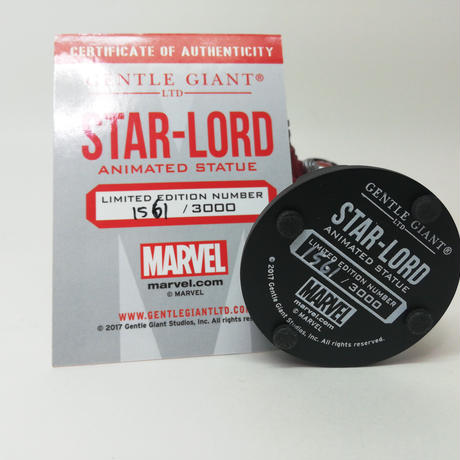 CERTIFICATE OF AUTHENTICITY
GENTLE GIANT®
LTD
STAR-LORD
ANIMATED STATUE
LIMITED EDITION NUMBER
1561 / 3000
MARVEL
marvel.com
© MARVEL
WWW.GENTLEGIANTLTD.COM
© 2017 Gentle Giant Studios, Inc. All rights
GENTLE GIANT®
LTD
STAR-LORD
ANIMATED STATUE
LIMITED EDITION NUMBER
1561 / 3000
MARVEL
marvel.com
© MARVEL
© 2017 Gentle Giant Studios, Inc. All rights reserved.